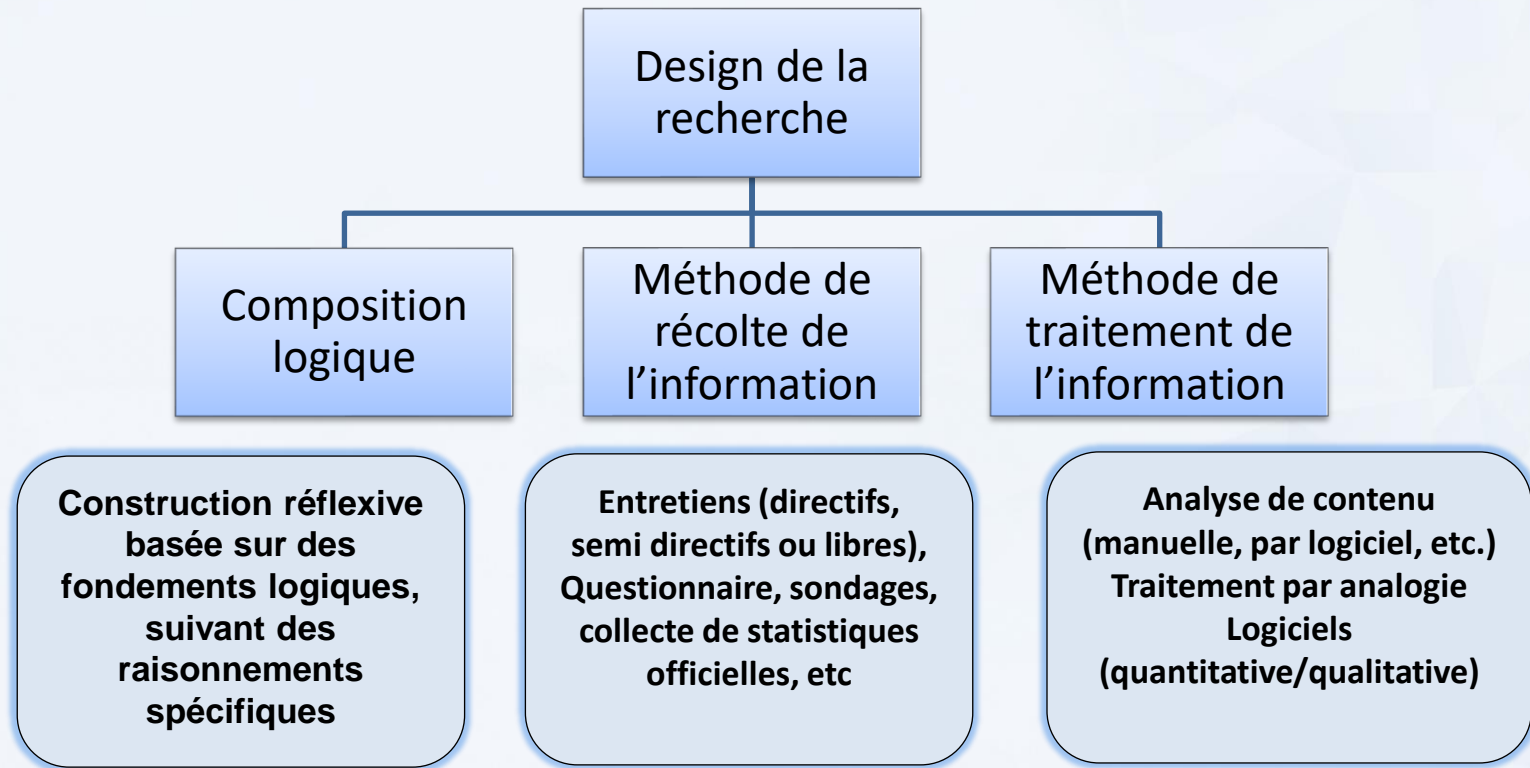 Design de la
recherche
Composition
logique
Méthode de
récolte de
l’information
Méthode de
traitement de
l’information
Construction réflexive
basée sur des
fondements logiques,
suivant des
raisonnements
spécifiques
Entretiens (directifs,
semi directifs ou libres),
Questionnaire, sondages,
collecte de statistiques
officielles, etc
Analyse de contenu
(manuelle, par logiciel, etc.)
Traitement par analogie
Logiciels
(quantitative/qualitative)